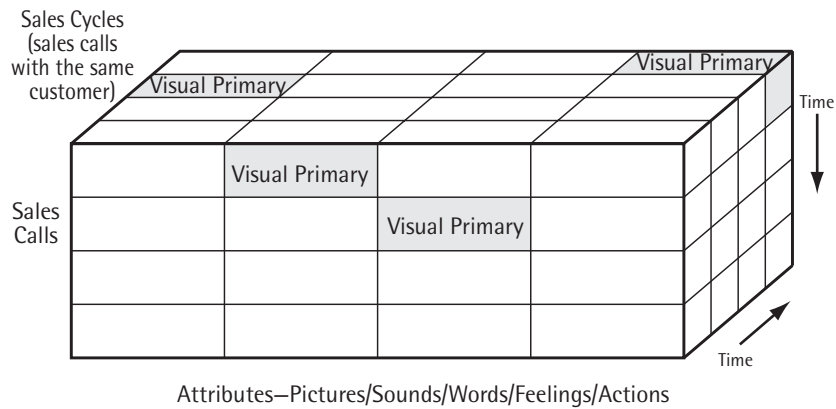 Sales Cycles
(sales calls
with the same
customer)
Visual Primary
Visual Primary
Time
Visual Primary
Sales
Calls
Visual Primary
Time
Attributes—Pictures/Sounds/Words/Feelings/Actions